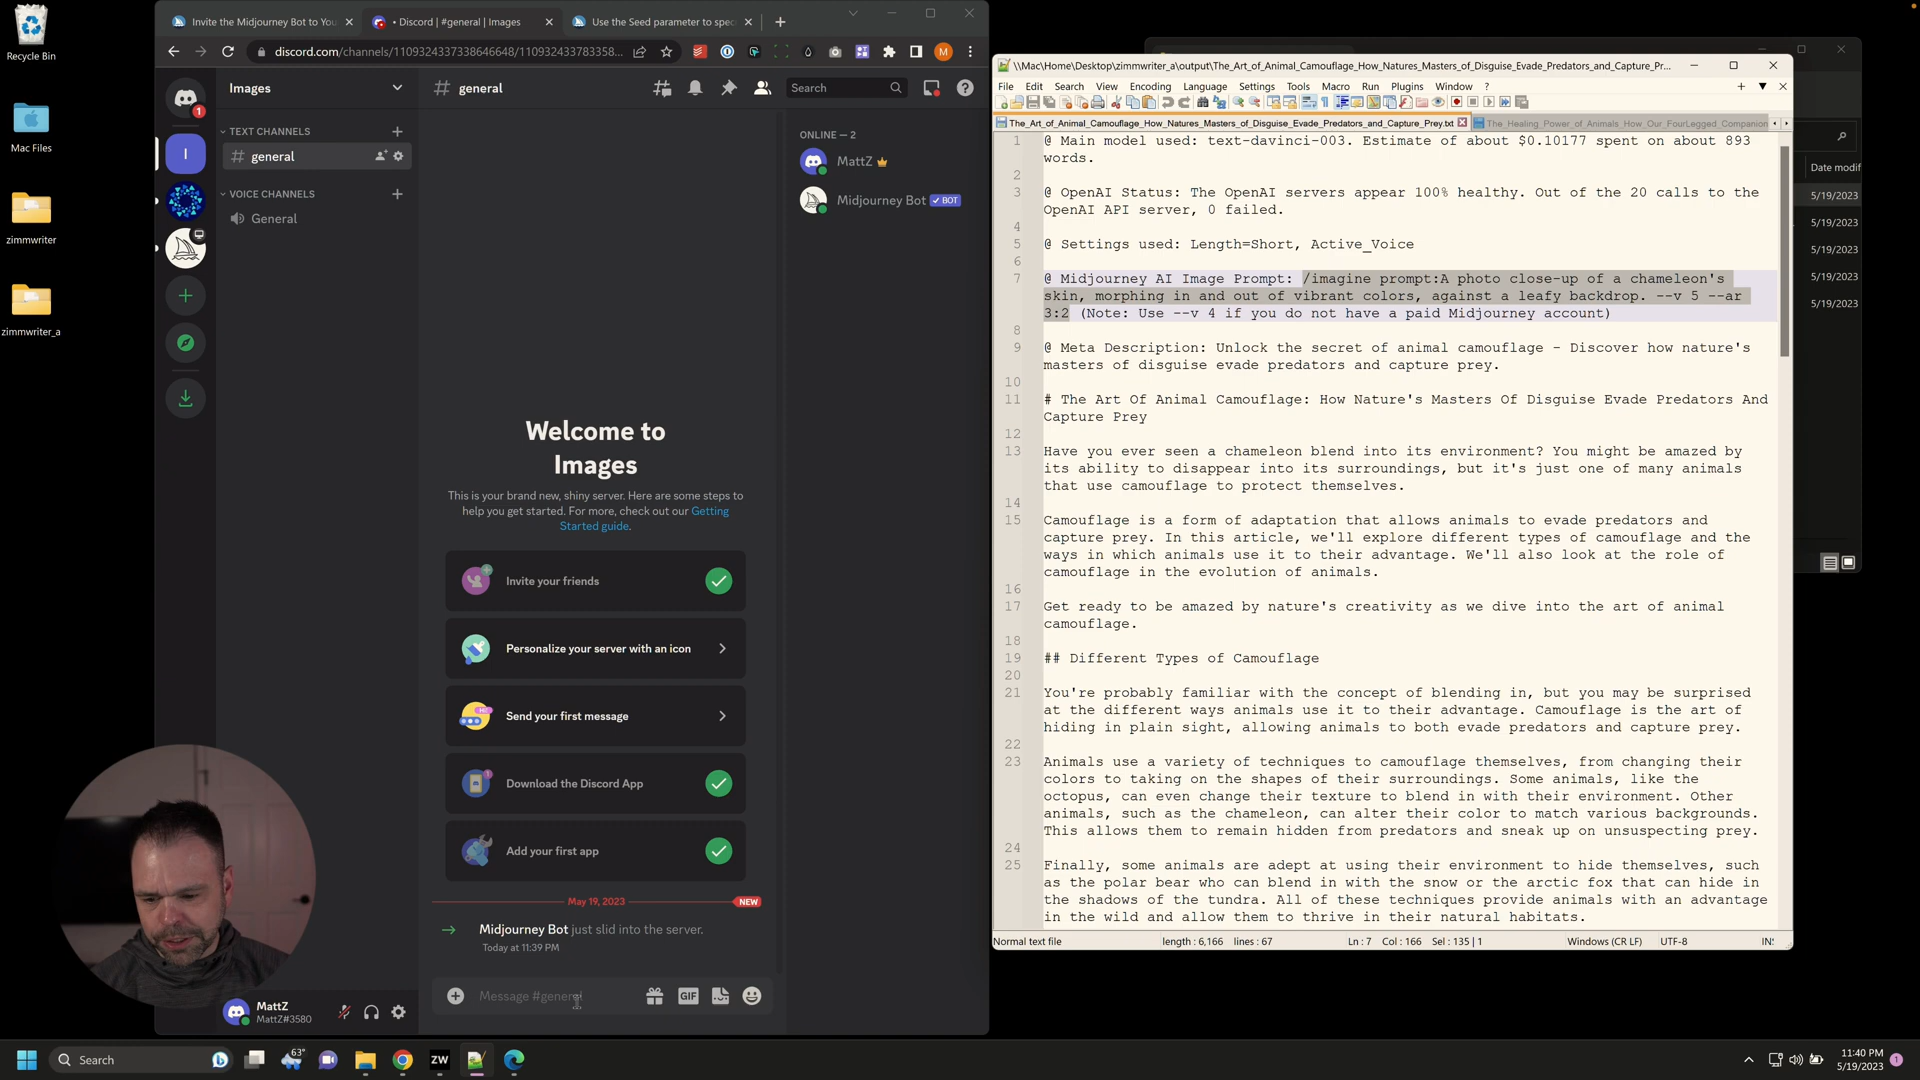 Recycle Bin
Mac Files
zimmwriter
zimmwriter_a
Invite the Midjourney Bot to You
• Discord | #general | Images
Use the Seed parameter to spec
discord.com/channels/1109324337338646648/110932433783358...
M
1
I
Images
TEXT CHANNELS
general
VOICE CHANNELS
General
general
Search
ONLINE — 2
MattZ
Midjourney Bot
BOT
Welcome to
Images
This is your brand new, shiny server. Here are some steps to
help you get started. For more, check out our Getting
Started guide.
Invite your friends
Personalize your server with an icon
Send your first message
Download the Discord App
Add your first app
May 19, 2023
NEW
Midjourney Bot just slid into the server.
Today at 11:39 PM
Message #general
GIF
MattZ
MattZ#3580
\\Mac\Home\Desktop\zimmwriter_a\output\The_Art_of_Animal_Camouflage_How_Natures_Masters_of_Disguise_Evade_Predators_and_Capture_Pr...
File Edit Search View Encoding Language Settings Tools Macro Run Plugins Window ?
The_Art_of_Animal_Camouflage_How_Natures_Masters_of_Disguise_Evade_Predators_and_Capture_Prey.txt
The_Healing_Power_of_Animals_How_Our_FourLegged_Companion
1 @ Main model used: text-davinci-003. Estimate of about $0.10177 spent on about 893
words.
2
3 @ OpenAI Status: The OpenAI servers appear 100% healthy. Out of the 20 calls to the
OpenAI API server, 0 failed.
4
5 @ Settings used: Length=Short, Active_Voice
6
7 @ Midjourney AI Image Prompt: /imagine prompt:A photo close-up of a chameleon's
skin, morphing in and out of vibrant colors, against a leafy backdrop. --v 5 --ar
3:2 (Note: Use --v 4 if you do not have a paid Midjourney account)
8
9 @ Meta Description: Unlock the secret of animal camouflage - Discover how nature's
masters of disguise evade predators and capture prey.
10
11 # The Art Of Animal Camouflage: How Nature's Masters Of Disguise Evade Predators And
Capture Prey
12
13 Have you ever seen a chameleon blend into its environment? You might be amazed by
its ability to disappear into its surroundings, but it's just one of many animals
that use camouflage to protect themselves.
14
15 Camouflage is a form of adaptation that allows animals to evade predators and
capture prey. In this article, we'll explore different types of camouflage and the
ways in which animals use it to their advantage. We'll also look at the role of
camouflage in the evolution of animals.
16
17 Get ready to be amazed by nature's creativity as we dive into the art of animal
camouflage.
18
19 ## Different Types of Camouflage
20
21 You're probably familiar with the concept of blending in, but you may be surprised
at the different ways animals use it to their advantage. Camouflage is the art of
hiding in plain sight, allowing animals to both evade predators and capture prey.
22
23 Animals use a variety of techniques to camouflage themselves, from changing their
colors to taking on the shapes of their surroundings. Some animals, like the
octopus, can even change their texture to blend in with their environment. Other
animals, such as the chameleon, can alter their color to match various backgrounds.
This allows them to remain hidden from predators and sneak up on unsuspecting prey.
24
25 Finally, some animals are adept at using their environment to hide themselves, such
as the polar bear who can blend in with the snow or the arctic fox that can hide in
the shadows of the tundra. All of these techniques provide animals with an advantage
in the wild and allow them to thrive in their natural habitats.
Normal text file length : 6,166 lines : 67 Ln : 7 Col : 166 Sel : 135 | 1 Windows (CR LF) UTF-8 IN
Date modif
5/19/2023
5/19/2023
5/19/2023
5/19/2023
5/19/2023
Search
63°
ZW
11:40 PM
5/19/2023
1